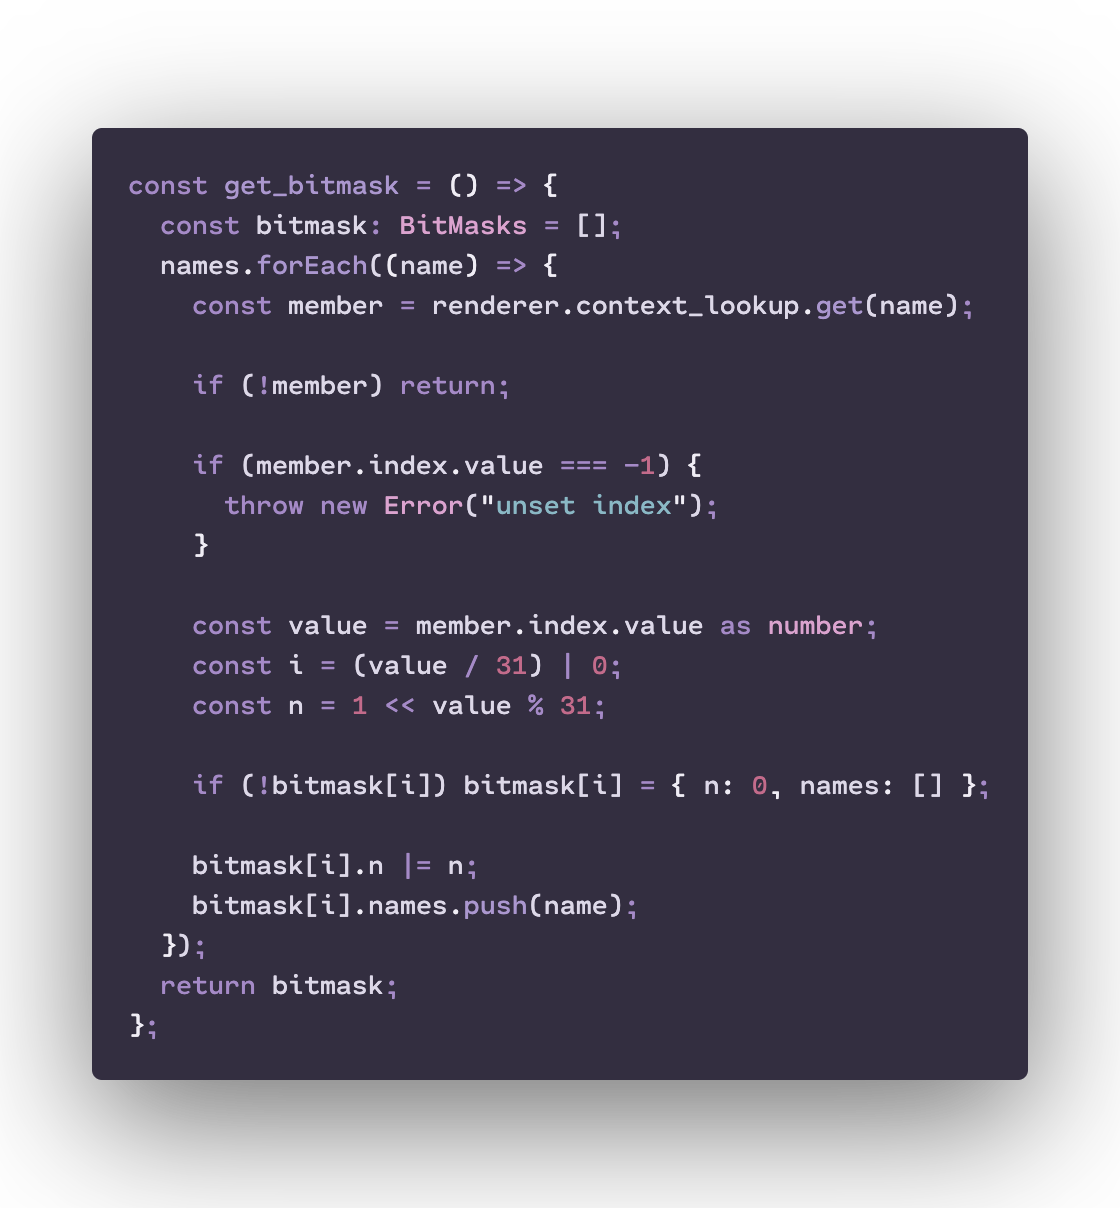 const get_bitmask = () => {
  const bitmask: BitMasks = [];
  names.forEach((name) => {
    const member = renderer.context_lookup.get(name);
    if (!member) return;
    if (member.index.value === -1) {
      throw new Error("unset index");
    }
    const value = member.index.value as number;
    const i = (value / 31) | 0;
    const n = 1 << value % 31;
    if (!bitmask[i]) bitmask[i] = { n: 0, names: [] };
    bitmask[i].n |= n;
    bitmask[i].names.push(name);
  });
  return bitmask;
};